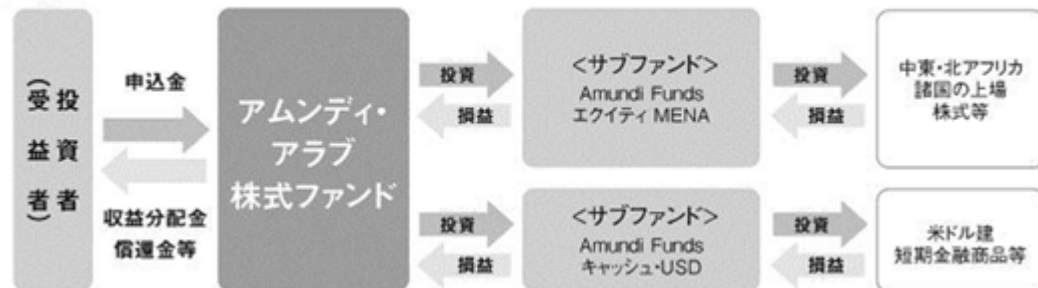 投資者
(受益者)
申込金
収益分配金
償還金等
アムンディ・
アラブ
株式ファンド
投資
損益
<サブファンド>
Amundi Funds
エクイティ MENA
投資
損益
中東・北アフリカ
諸国の上場
株式等
投資
損益
<サブファンド>
Amundi Funds
キャッシュ・USD
投資
損益
米ドル建
短期金融商品等